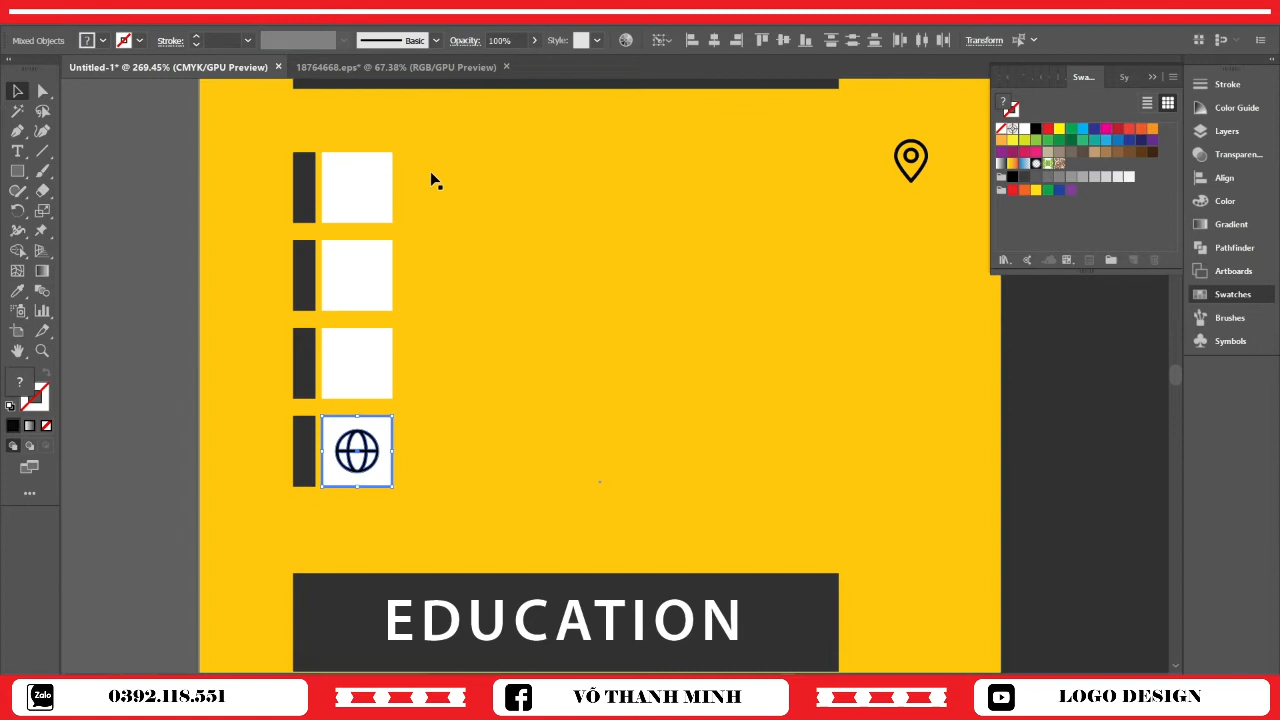 Mixed Objects
?
Stroke:
Basic
Opacity:
100%
Style:
Transform
Untitled-1* @ 269.45% (CMYK/GPU Preview)
×
18764668.eps* @ 67.38% (RGB/GPU Preview)
×
Swa...
Sy
?
Stroke
Color Guide
Layers
Transparen...
Align
Color
Gradient
Pathfinder
Artboards
Swatches
Brushes
Symbols
?
EDUCATION
Zalo
0392.118.551
VÕ THANH MINH
LOGO DESIGN